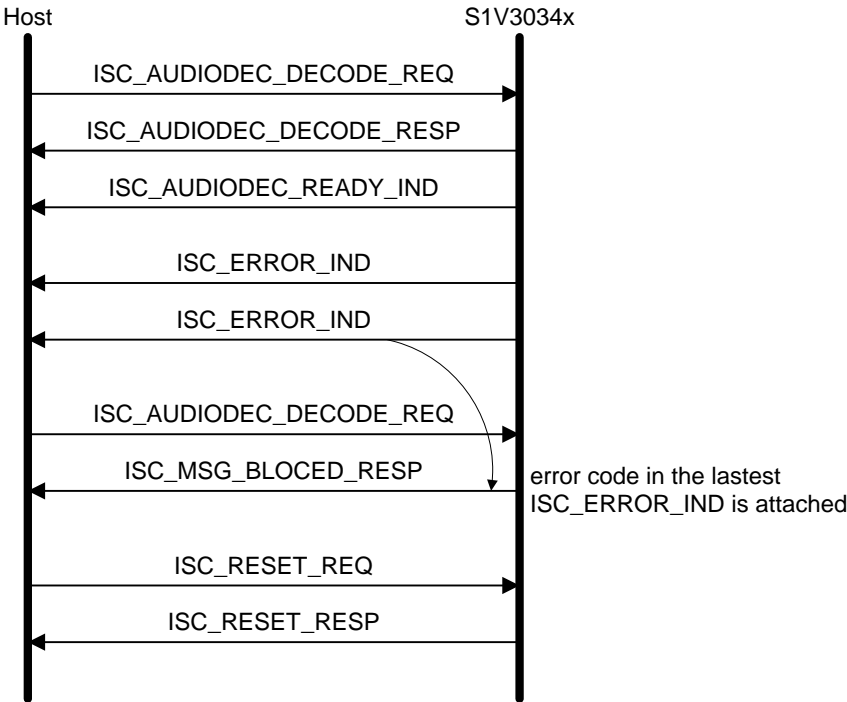 Host
S1V3034x
ISC_AUDIODEC_DECODE_REQ
ISC_AUDIODEC_DECODE_RESP
ISC_AUDIODEC_READY_IND
ISC_ERROR_IND
ISC_ERROR_IND
ISC_AUDIODEC_DECODE_REQ
ISC_MSG_BLOCED_RESP
error code in the lastest
ISC_ERROR_IND is attached
ISC_RESET_REQ
ISC_RESET_RESP